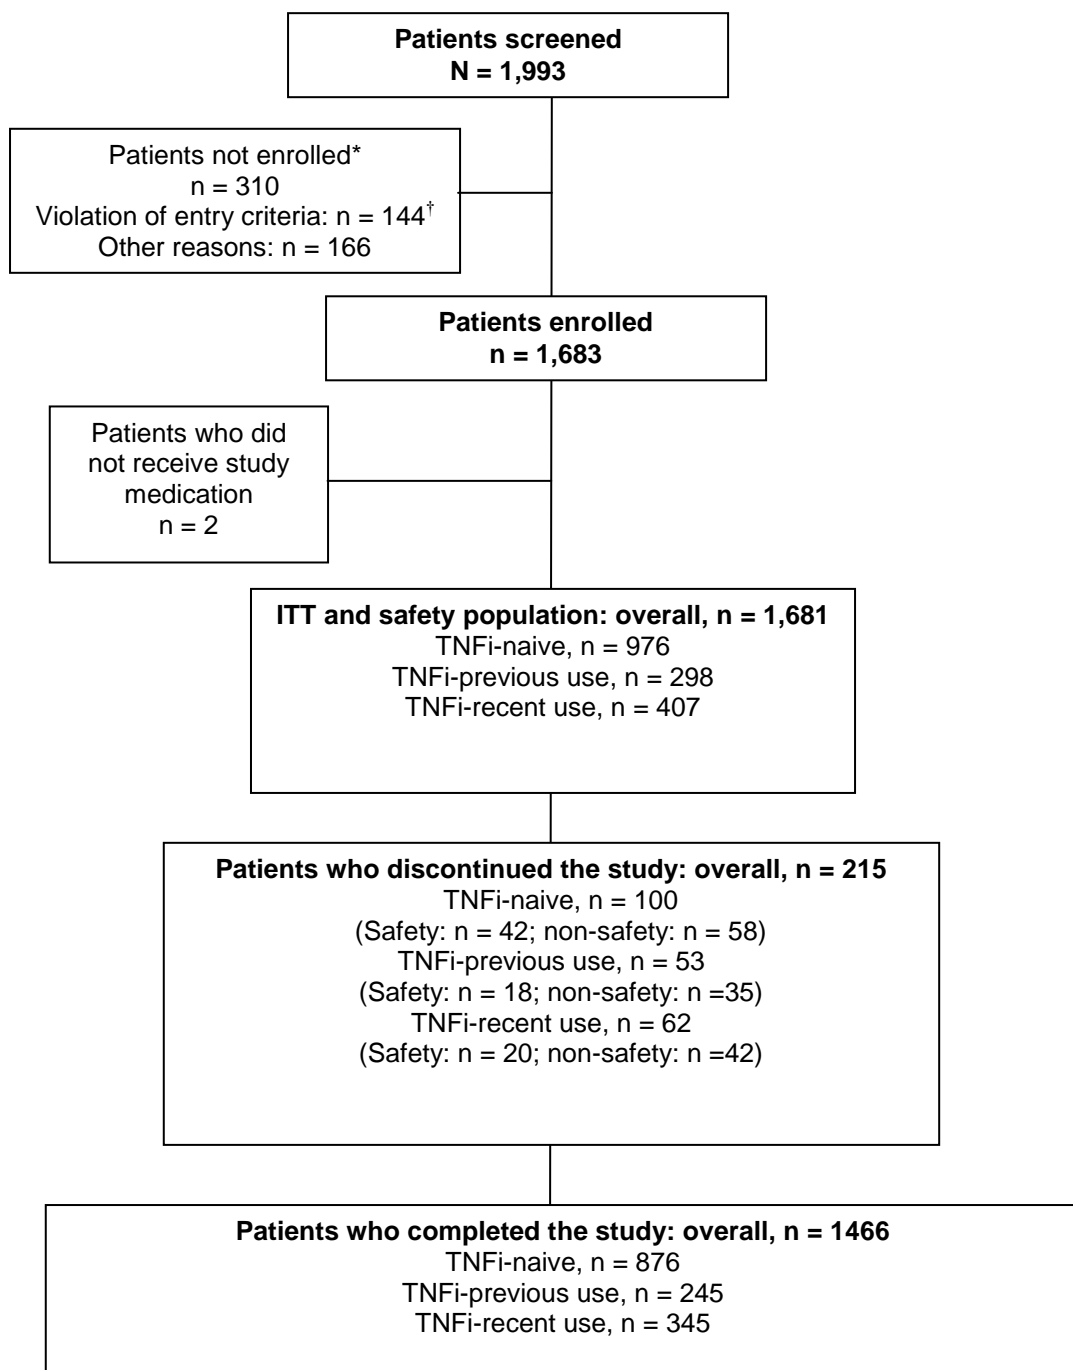 Patients screened
N = 1,993
Patients not enrolled*
n = 310
Violation of entry criteria: n = 144†
Other reasons: n = 166
Patients enrolled
n = 1,683
Patients who did
not receive study
medication
n = 2
ITT and safety population: overall, n = 1,681
TNFi-naive, n = 976
TNFi-previous use, n = 298
TNFi-recent use, n = 407
Patients who discontinued the study: overall, n = 215
TNFi-naive, n = 100
(Safety: n = 42; non-safety: n = 58)
TNFi-previous use, n = 53
(Safety: n = 18; non-safety: n =35)
TNFi-recent use, n = 62
(Safety: n = 20; non-safety: n =42)
Patients who completed the study: overall, n = 1466
TNFi-naive, n = 876
TNFi-previous use, n = 245
TNFi-recent use, n = 345